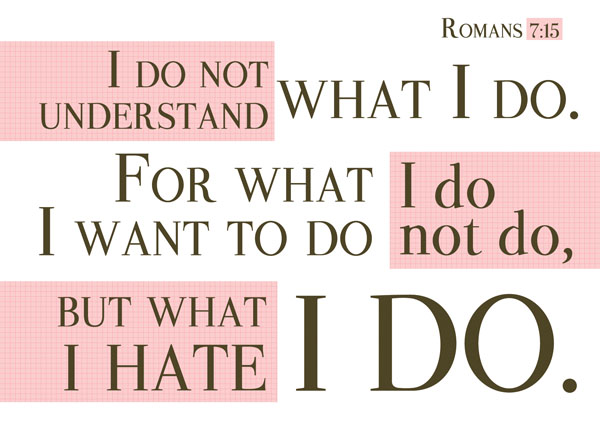 Romans 7:15
I do not
understand what I do.
For what
I want to do
I do
not do,
but what
I hate I do.